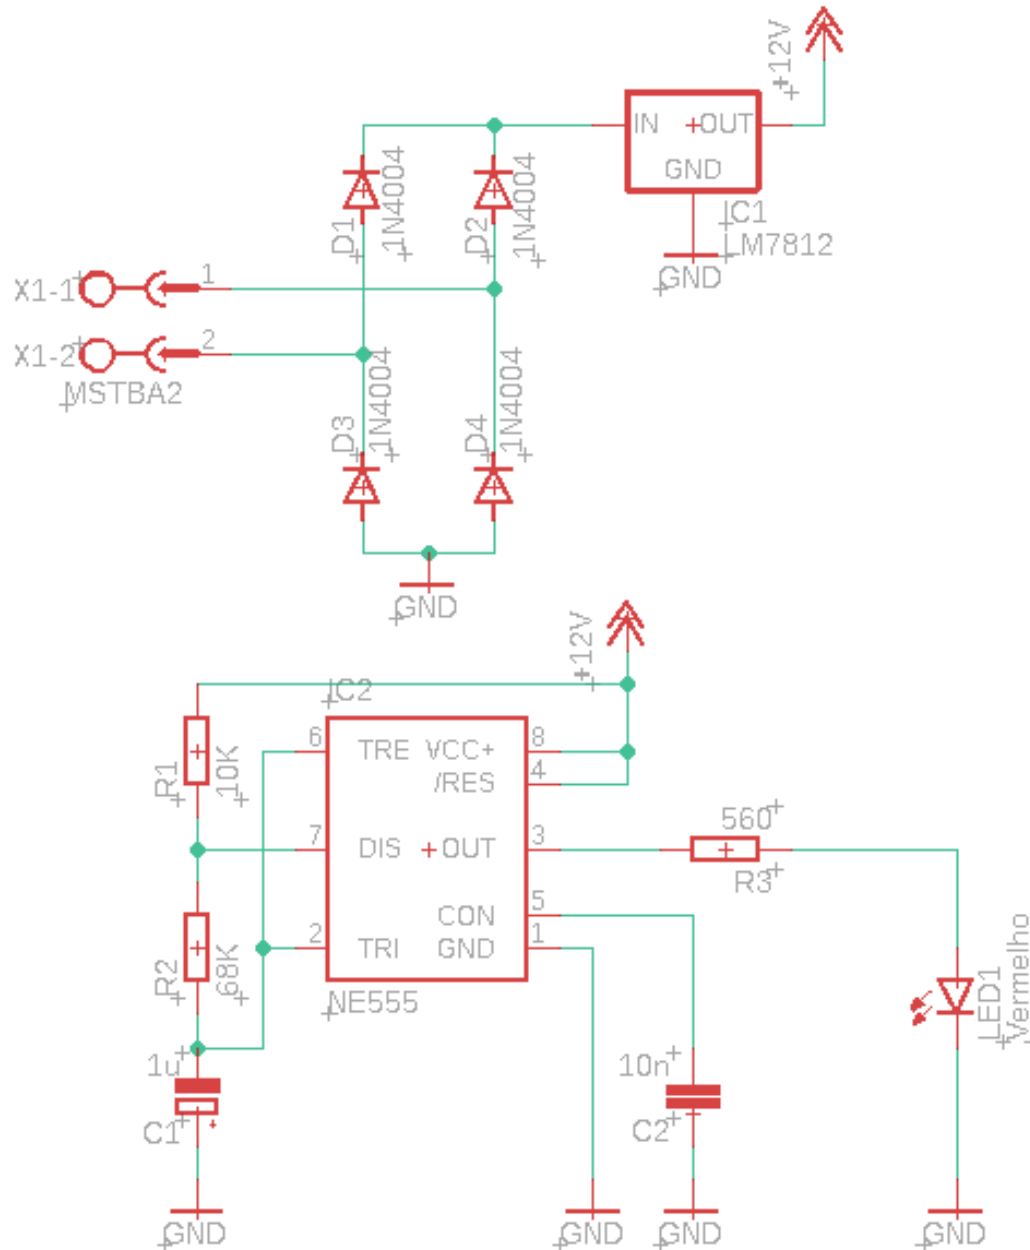 +12V
IN
OUT
GND
IC1
LM7812
GND
D1
1N4004
D2
1N4004
X1-1
1
X1-2
2
MSTBA2
D3
1N4004
D4
1N4004
GND
+12V
IC2
R1
10K
6
TRE
VCC+
8
/RES
4
7
DIS
OUT
3
560
R3
CON
5
2
TRI
GND
1
R2
68K
NE555
LED1
Vermelho
1u
C1
10n
C2
GND
GND
GND
GND